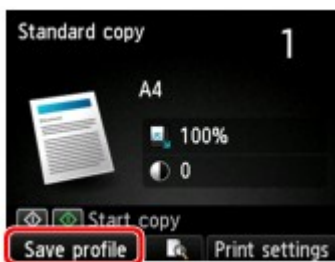 Standard copy
1
A4
100%
0
Start copy
Save profile
Print settings